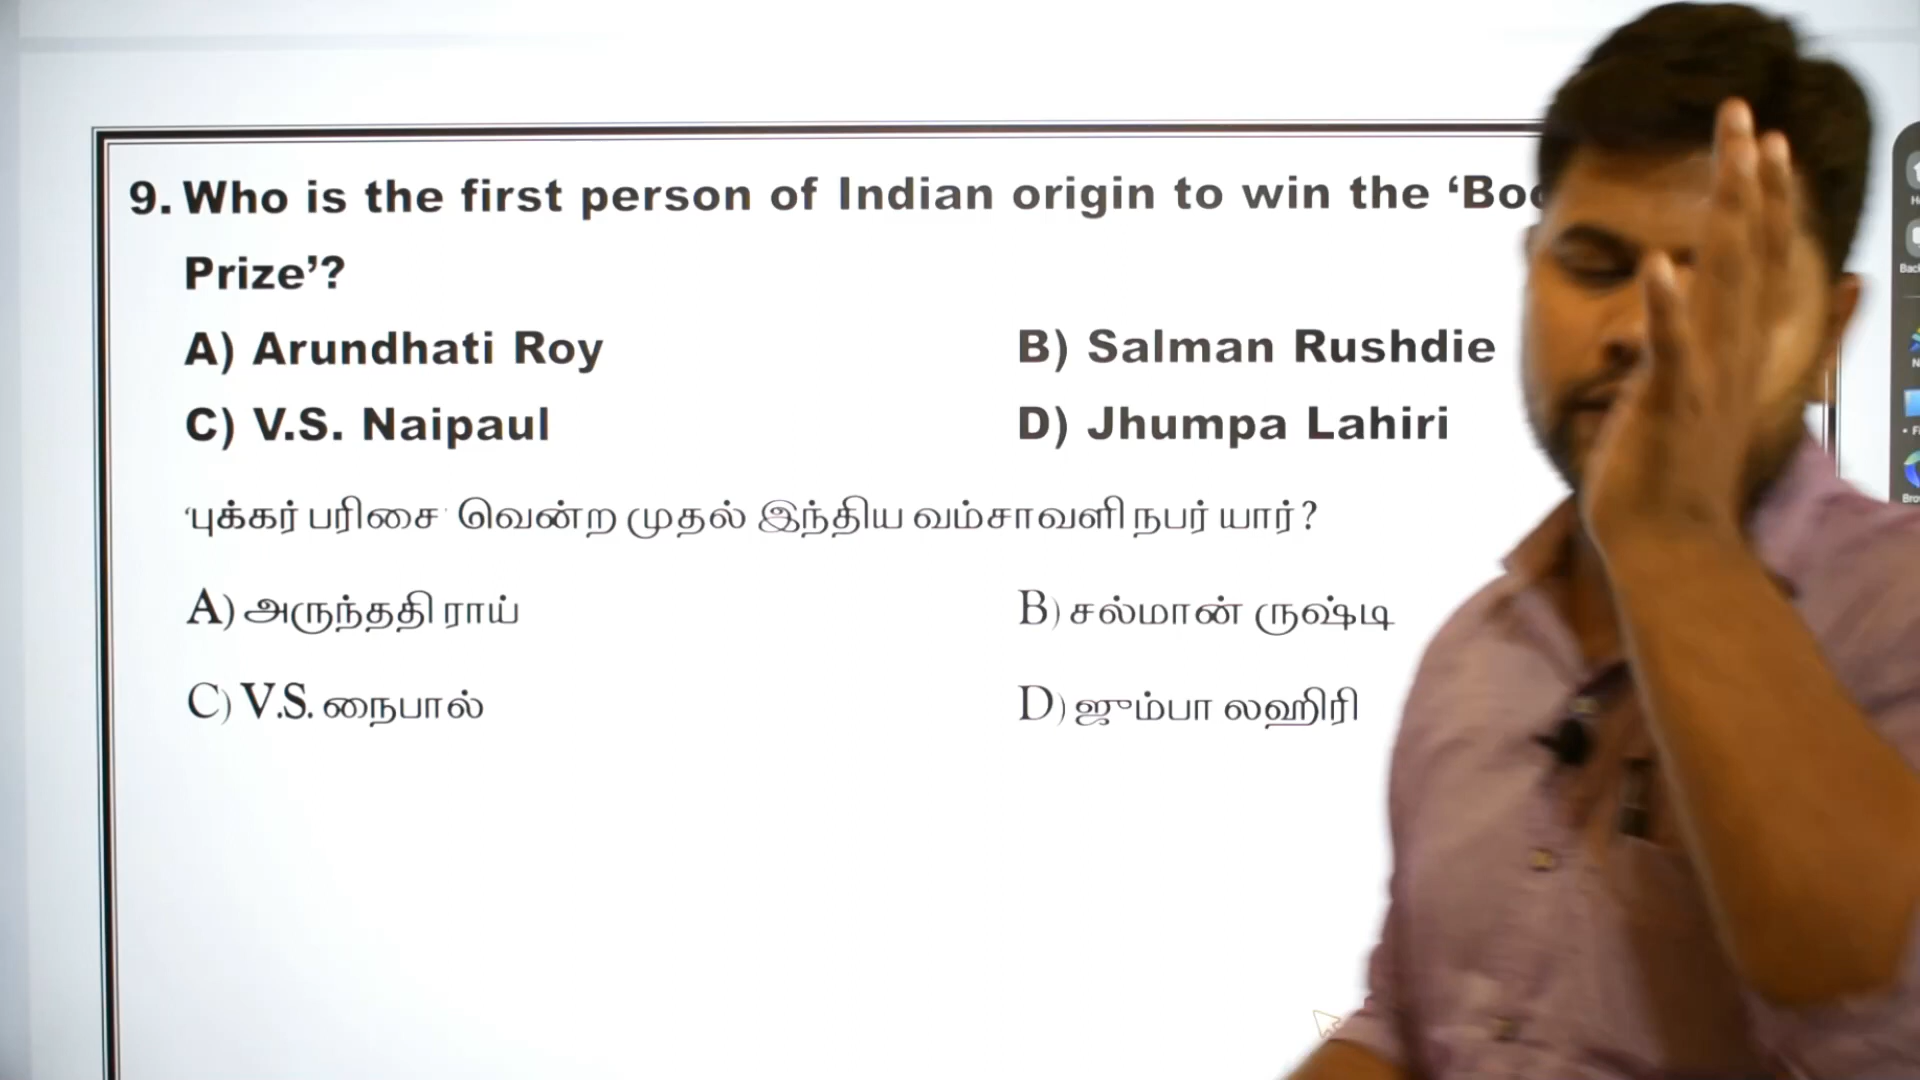 9. Who is the first person of Indian origin to win the
Prize’?
A) Arundhati Roy
B) Salman Rushdie
C) V.S. Naipaul
D) Jhumpa Lahiri
‘புக்கர் பரிசை’ வென்ற முதல் இந்திய வம்சாவளி நபர் யார்?
A) அருந்ததி ராய்
B) சல்மான் ருஷ்டி
C) V.S. நைபால்
D) ஜும்பா லஹிரி